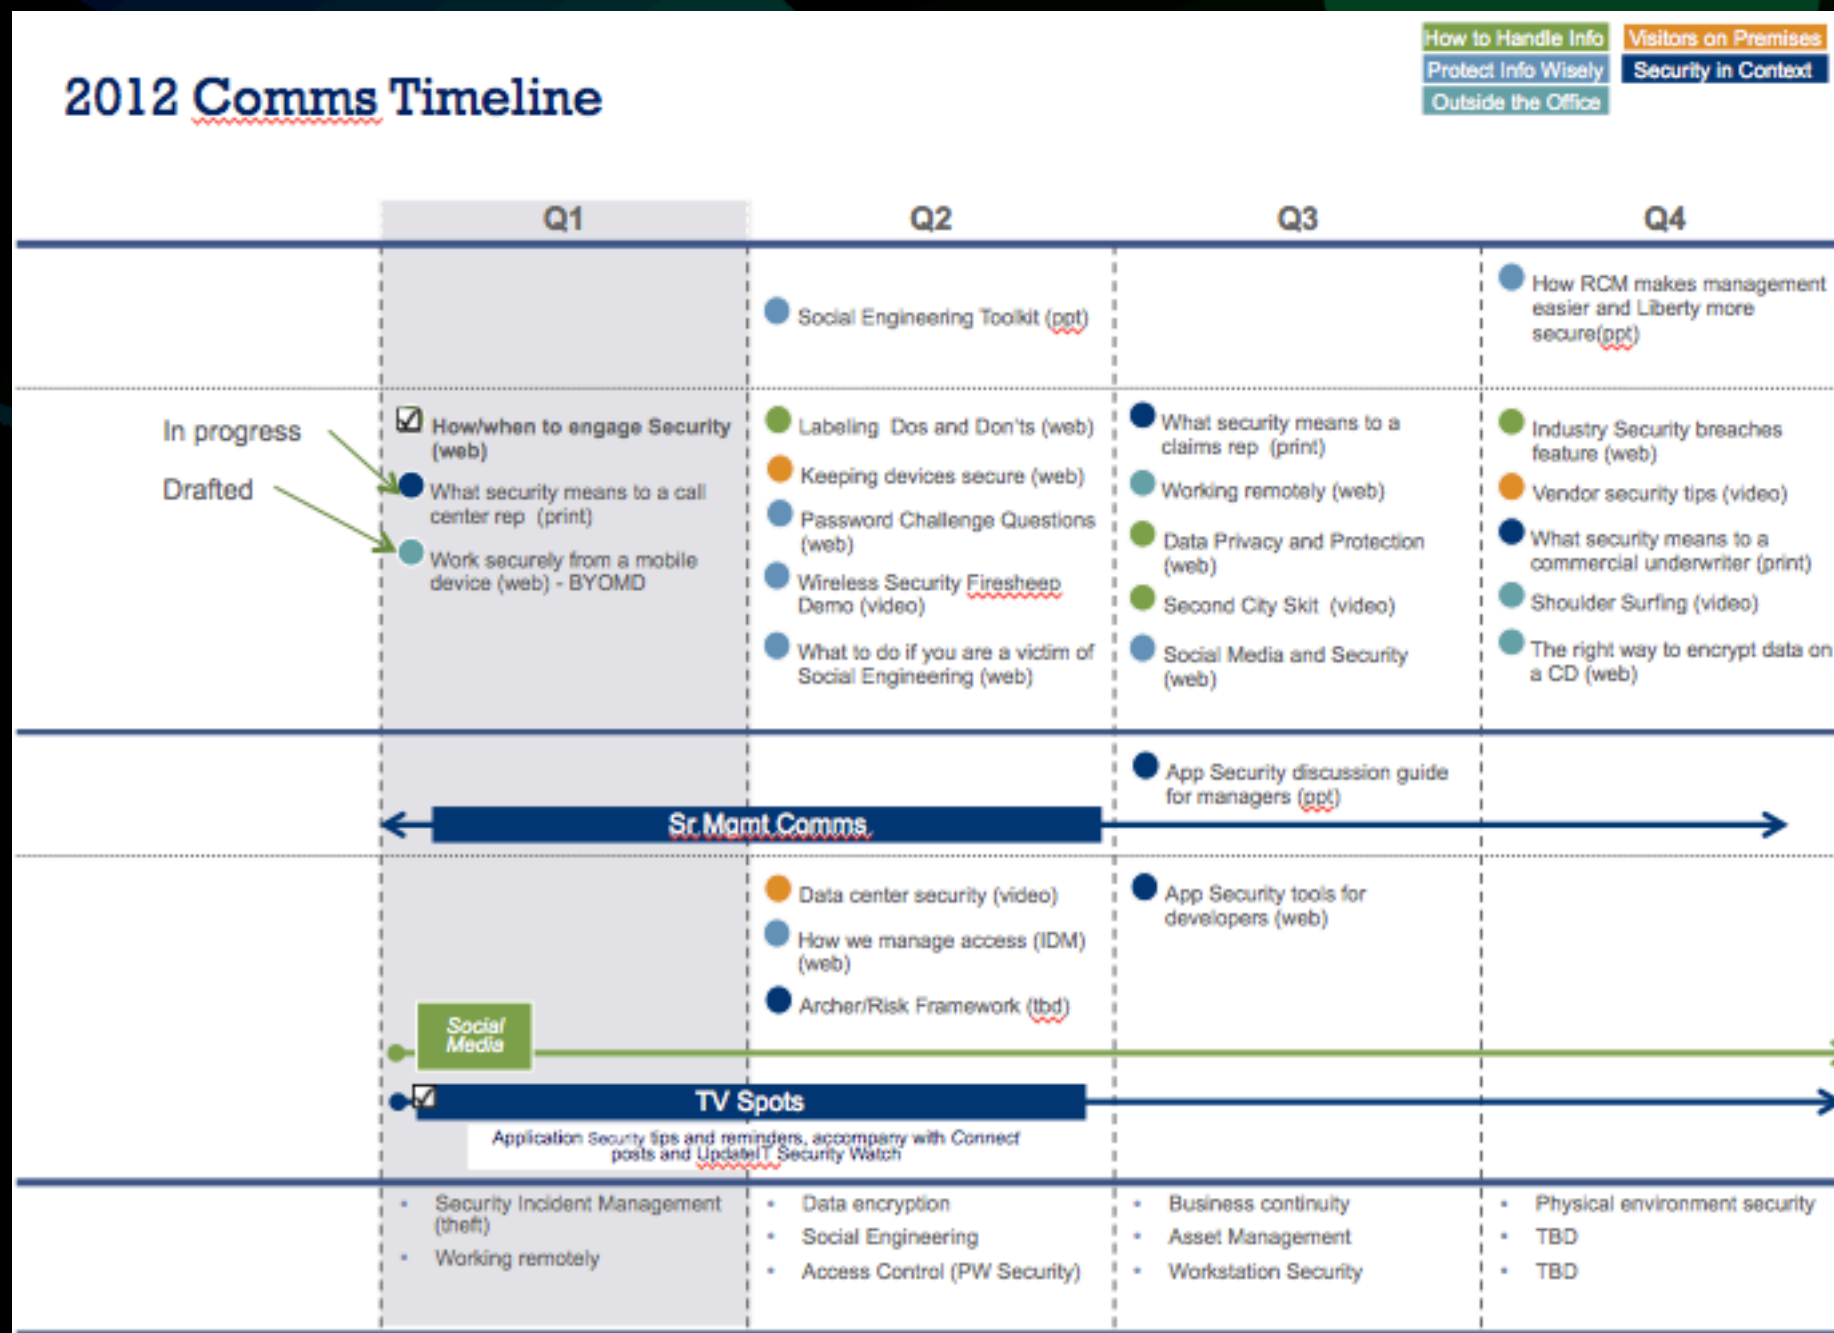 How to Handle Info
Visitors on Premises
Protect Info Wisely
Security in Context
Outside the Office
2012 Comms Timeline
Q1
Q2
Q3
Q4
Social Engineering Toolkit (ppt)
How RCM makes management
easier and Liberty more
secure(ppt)
In progress
Drafted
How/when to engage Security
(web)
What security means to a call
center rep (print)
Work securely from a mobile
device (web) - BYOMD
Labeling Dos and Don'ts (web)
Keeping devices secure (web)
Password Challenge Questions
(web)
Wireless Security Firesheep
Demo (video)
What to do if you are a victim of
Social Engineering (web)
What security means to a
claims rep (print)
Working remotely (web)
Data Privacy and Protection
(web)
Second City Skit (video)
Social Media and Security
(web)
Industry Security breaches
feature (web)
Vendor security tips (video)
What security means to a
commercial underwriter (print)
Shoulder Surfing (video)
The right way to encrypt data on
a CD (web)
App Security discussion guide
for managers (ppt)
Sr Mgmt Comms
Data center security (video)
How we manage access (IDM)
(web)
Archer/Risk Framework (tbd)
App Security tools for
developers (web)
Social
Media
TV Spots
Application Security tips and reminders, accompany with Connect
posts and UpdateIT Security Watch
Security Incident Management
(theft)
Working remotely
Data encryption
Social Engineering
Access Control (PW Security)
Business continuity
Asset Management
Workstation Security
Physical environment security
TBD
TBD